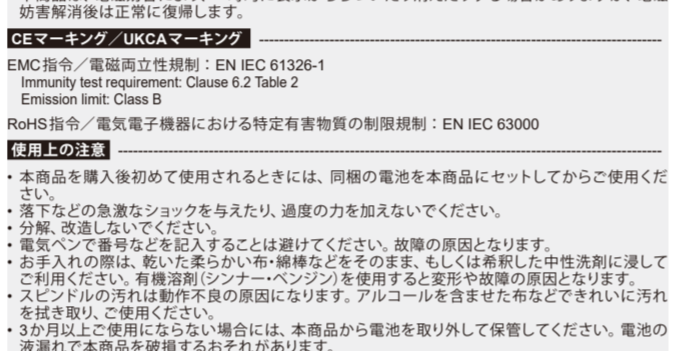 妨害解消後は正常に復帰します。
CEマーキング／UKCAマーキング
EMC指令／電磁両立性規制：EN IEC 61326-1
Immunity test requirement: Clause 6.2 Table 2
Emission limit: Class B
RoHS指令／電気電子機器における特定有害物質の制限規制：EN IEC 63000
使用上の注意
• 本商品を購入後初めて使用されるときには、同梱の電池を本商品にセットしてからご使用くだ
さい。
• 落下などの急激なショックを与えたり、過度の力を加えないでください。
• 分解、改造しないでください。
• 電気ペンで番号などを記入することは避けてください。故障の原因となります。
• お手入れの際は、乾いた柔らかい布・綿棒などをそのまま、もしくは希釈した中性洗剤に浸して
ご利用ください。有機溶剤（シンナー・ベンジン）を使用すると変形や故障の原因となります。
• スピンドルの汚れは動作不良の原因になります。アルコールを含ませた布などできれいに汚れ
を拭き取り、ご使用ください。
• 3か月以上ご使用にならない場合には、本商品から電池を取り外して保管してください。電池の
液漏れで本商品を破損するおそれがあります。